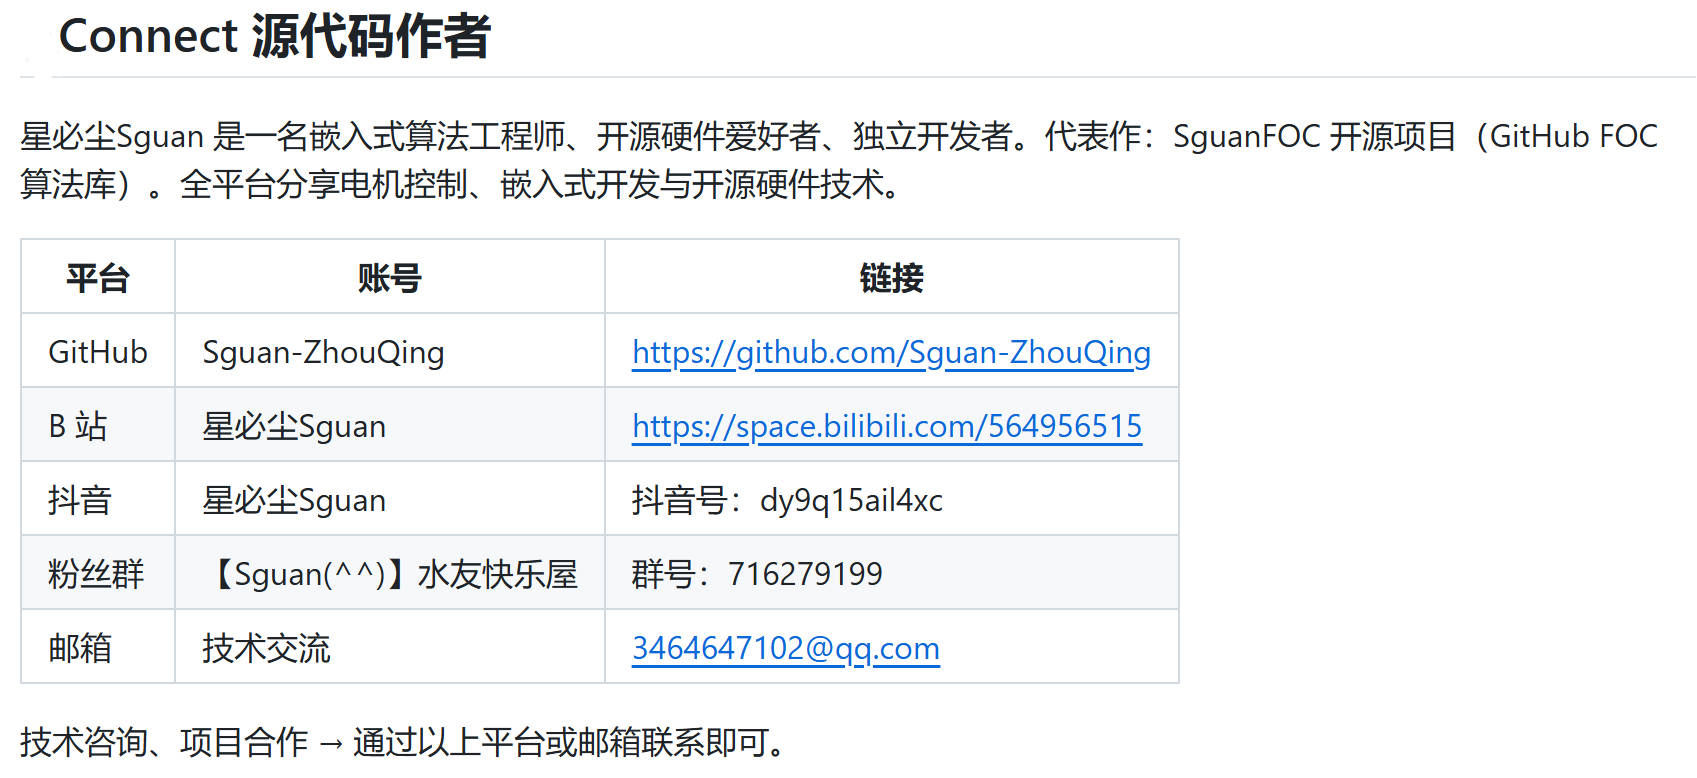 Connect 源代码作者
星必尘Sguan 是一名嵌入式算法工程师、开源硬件爱好者、独立开发者。代表作：SguanFOC 开源项目（GitHub FOC
算法库）。全平台分享电机控制、嵌入式开发与开源硬件技术。
平台 账号 链接
GitHub Sguan-ZhouQing https://github.com/Sguan-ZhouQing
B 站 星必尘Sguan https://space.bilibili.com/564956515
抖音 星必尘Sguan 抖音号：dy9q15ail4xc
粉丝群 【Sguan(^^)】水友快乐屋 群号：716279199
邮箱 技术交流 3464647102@qq.com
技术咨询、项目合作 → 通过以上平台或邮箱联系即可。